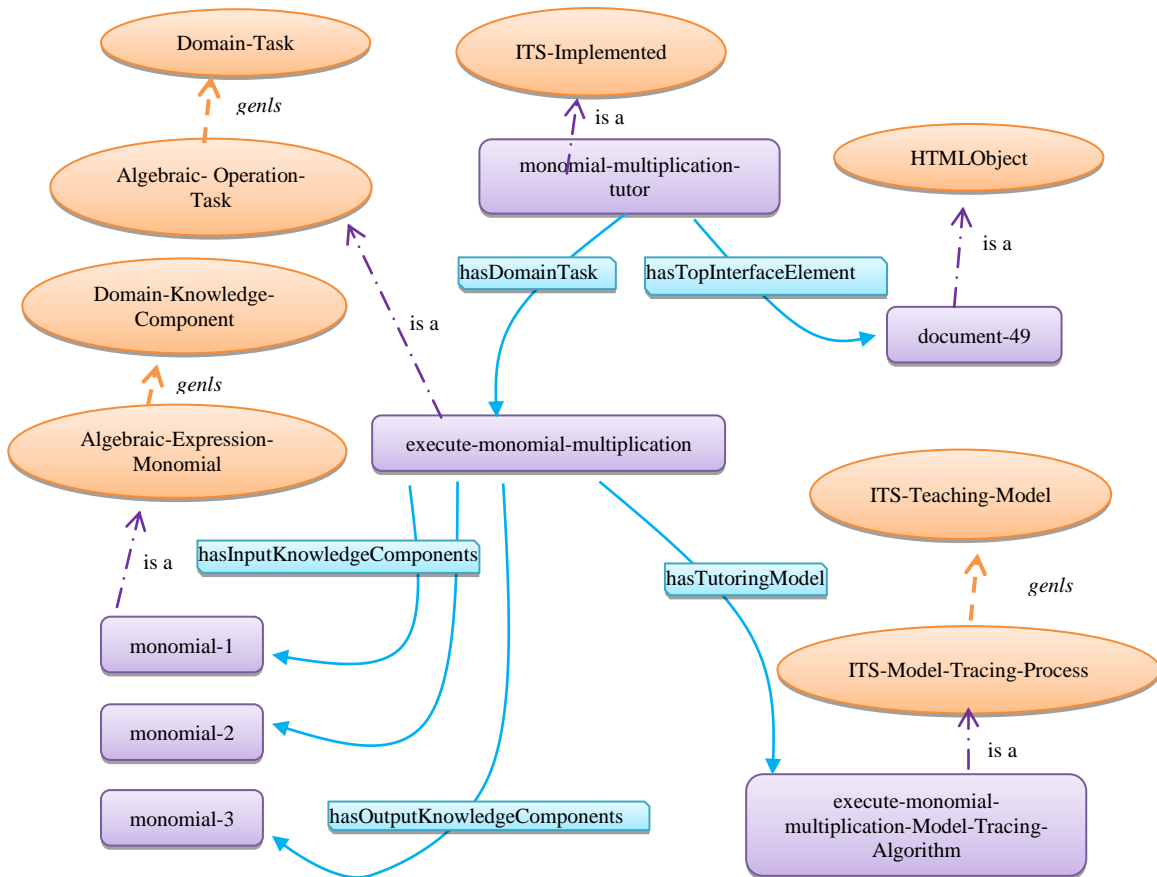 Domain-Task
ITS-Implemented
genls
is a
Algebraic- Operation-
Task
monomial-multiplication-
tutor
HTMLObject
is a
hasDomainTask
hasTopInterfaceElement
Domain-Knowledge-
Component
is a
document-49
genls
Algebraic-Expression-
Monomial
execute-monomial-multiplication
ITS-Teaching-Model
is a
hasInputKnowledgeComponents
hasTutoringModel
genls
monomial-1
ITS-Model-Tracing-Process
monomial-2
is a
monomial-3
hasOutputKnowledgeComponents
execute-monomial-
multiplication-Model-Tracing-
Algorithm